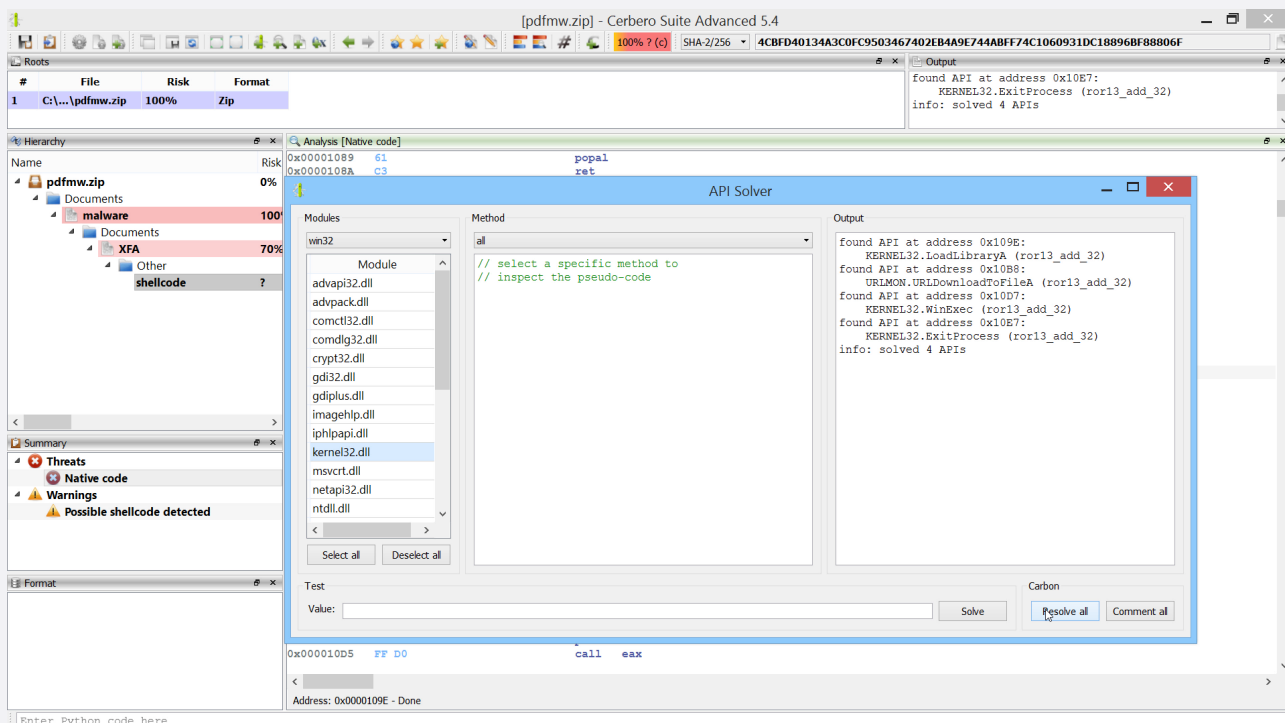 [pdfmw.zip] - Cerbero Suite Advanced 5.4
100% ? (c) SHA-2/256 4CBFD40134A3C0FC9503467402EB4A9E744ABFF74C1060931DC18896BF88806F
Roots
# File Risk Format
1 C:\...\pdfmw.zip 100% Zip
Output
found API at address 0x10E7:
KERNEL32.ExitProcess (ror13_add_32)
info: solved 4 APIs
Hierarchy
Name Risk
pdfmw.zip 0%
Documents
malware 100%
Documents
XFA 70%
Other
shellcode ?
Analysis [Native code]
0x00001089 61 popal
0x0000108A C3 ret
API Solver
Modules
win32
Module
advapi32.dll
advpack.dll
comctl32.dll
comdlg32.dll
crypt32.dll
gdi32.dll
gdiplus.dll
imagehlp.dll
iphlpapi.dll
kernel32.dll
msvcrt.dll
netapi32.dll
ntdll.dll
Select all Deselect all
Method
all
// select a specific method to
// inspect the pseudo-code
Output
found API at address 0x109E:
KERNEL32.LoadLibraryA (ror13_add_32)
found API at address 0x10B8:
URLMON.URLDownloadToFileA (ror13_add_32)
found API at address 0x10D7:
KERNEL32.WinExec (ror13_add_32)
found API at address 0x10E7:
KERNEL32.ExitProcess (ror13_add_32)
info: solved 4 APIs
Test
Value: Solve
Carbon
Resolve all Comment all
Summary
Threats
Native code
Warnings
Possible shellcode detected
Format
0x000010D5 FF D0 call eax
Address: 0x0000109E - Done
Enter Python code here